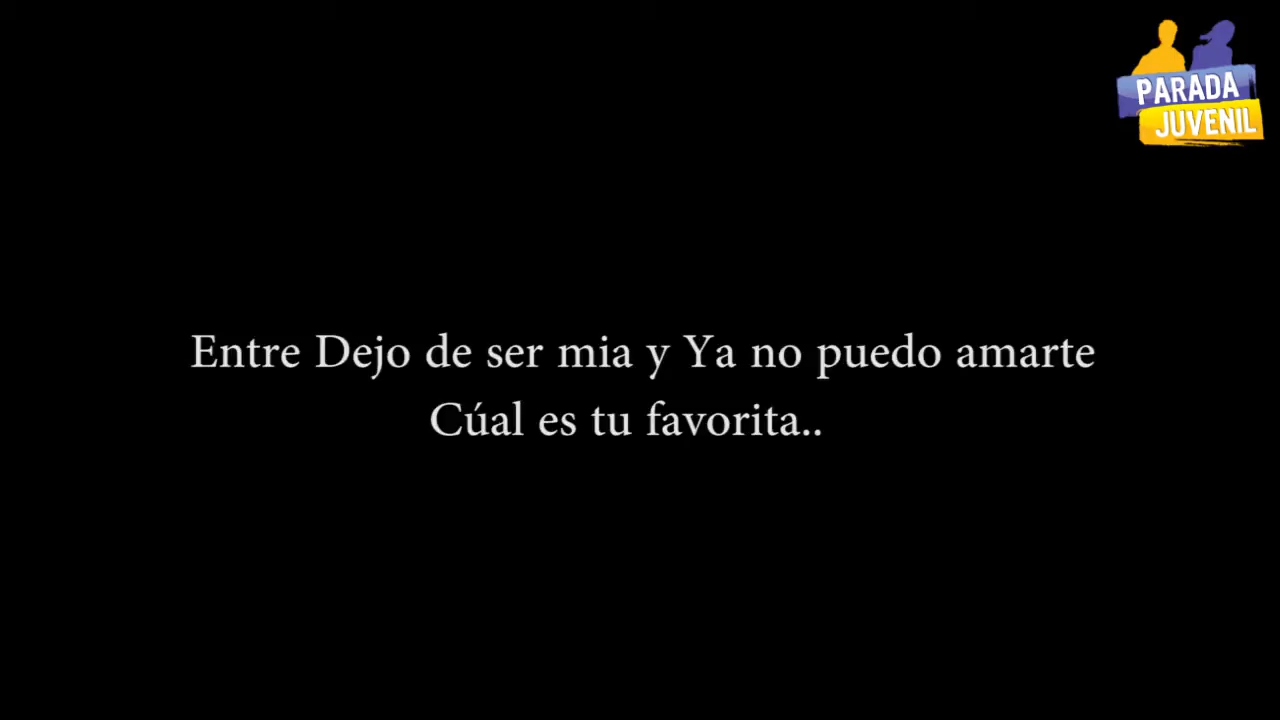 PARADA
JUVENIL
Entre Dejo de ser mia y Ya no puedo amarte
Cúal es tu favorita..